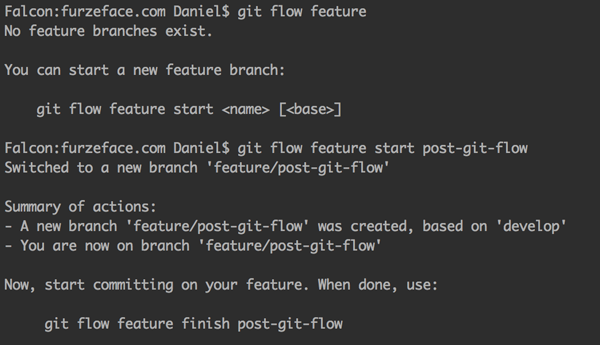 Falcon:furzeface.com Daniel$ git flow feature
No feature branches exist.
You can start a new feature branch:
git flow feature start <name> [<base>]
Falcon:furzeface.com Daniel$ git flow feature start post-git-flow
Switched to a new branch 'feature/post-git-flow'
Summary of actions:
- A new branch 'feature/post-git-flow' was created, based on 'develop'
- You are now on branch 'feature/post-git-flow'
Now, start committing on your feature. When done, use:
git flow feature finish post-git-flow